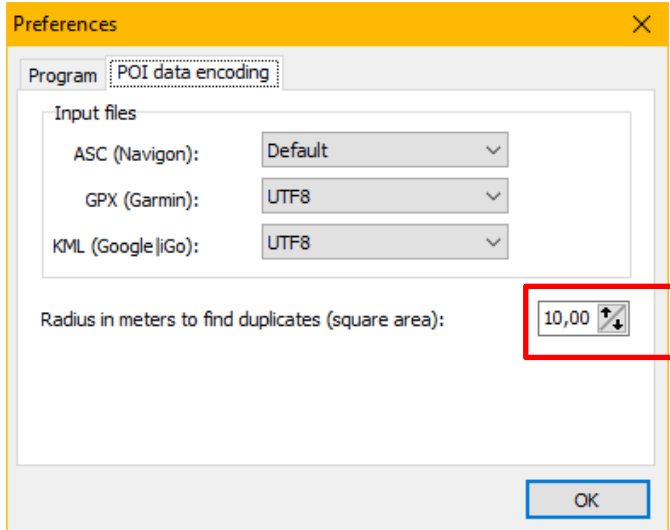 Preferences
Program POI data encoding
Input files
ASC (Navigon): Default
GPX (Garmin): UTF8
KML (Google|iGo): UTF8
Radius in meters to find duplicates (square area): 10,00
OK